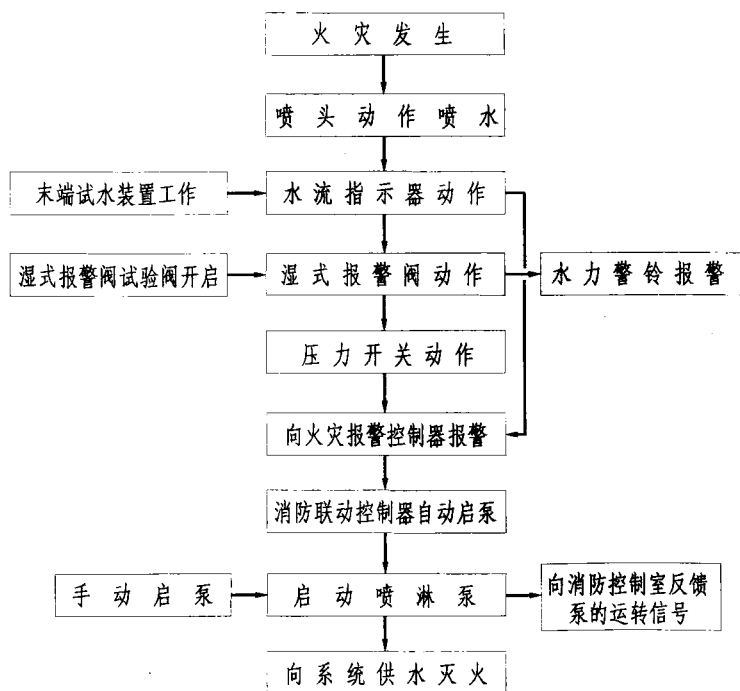 火灾发生
喷头动作喷水
末端试水装置工作
水流指示器动作
湿式报警阀试验阀开启
湿式报警阀动作
水力警铃报警
压力开关动作
向火灾报警控制器报警
消防联动控制器自动启泵
手动启泵
启动喷淋泵
向消防控制室反馈
泵的运转信号
向系统供水灭火